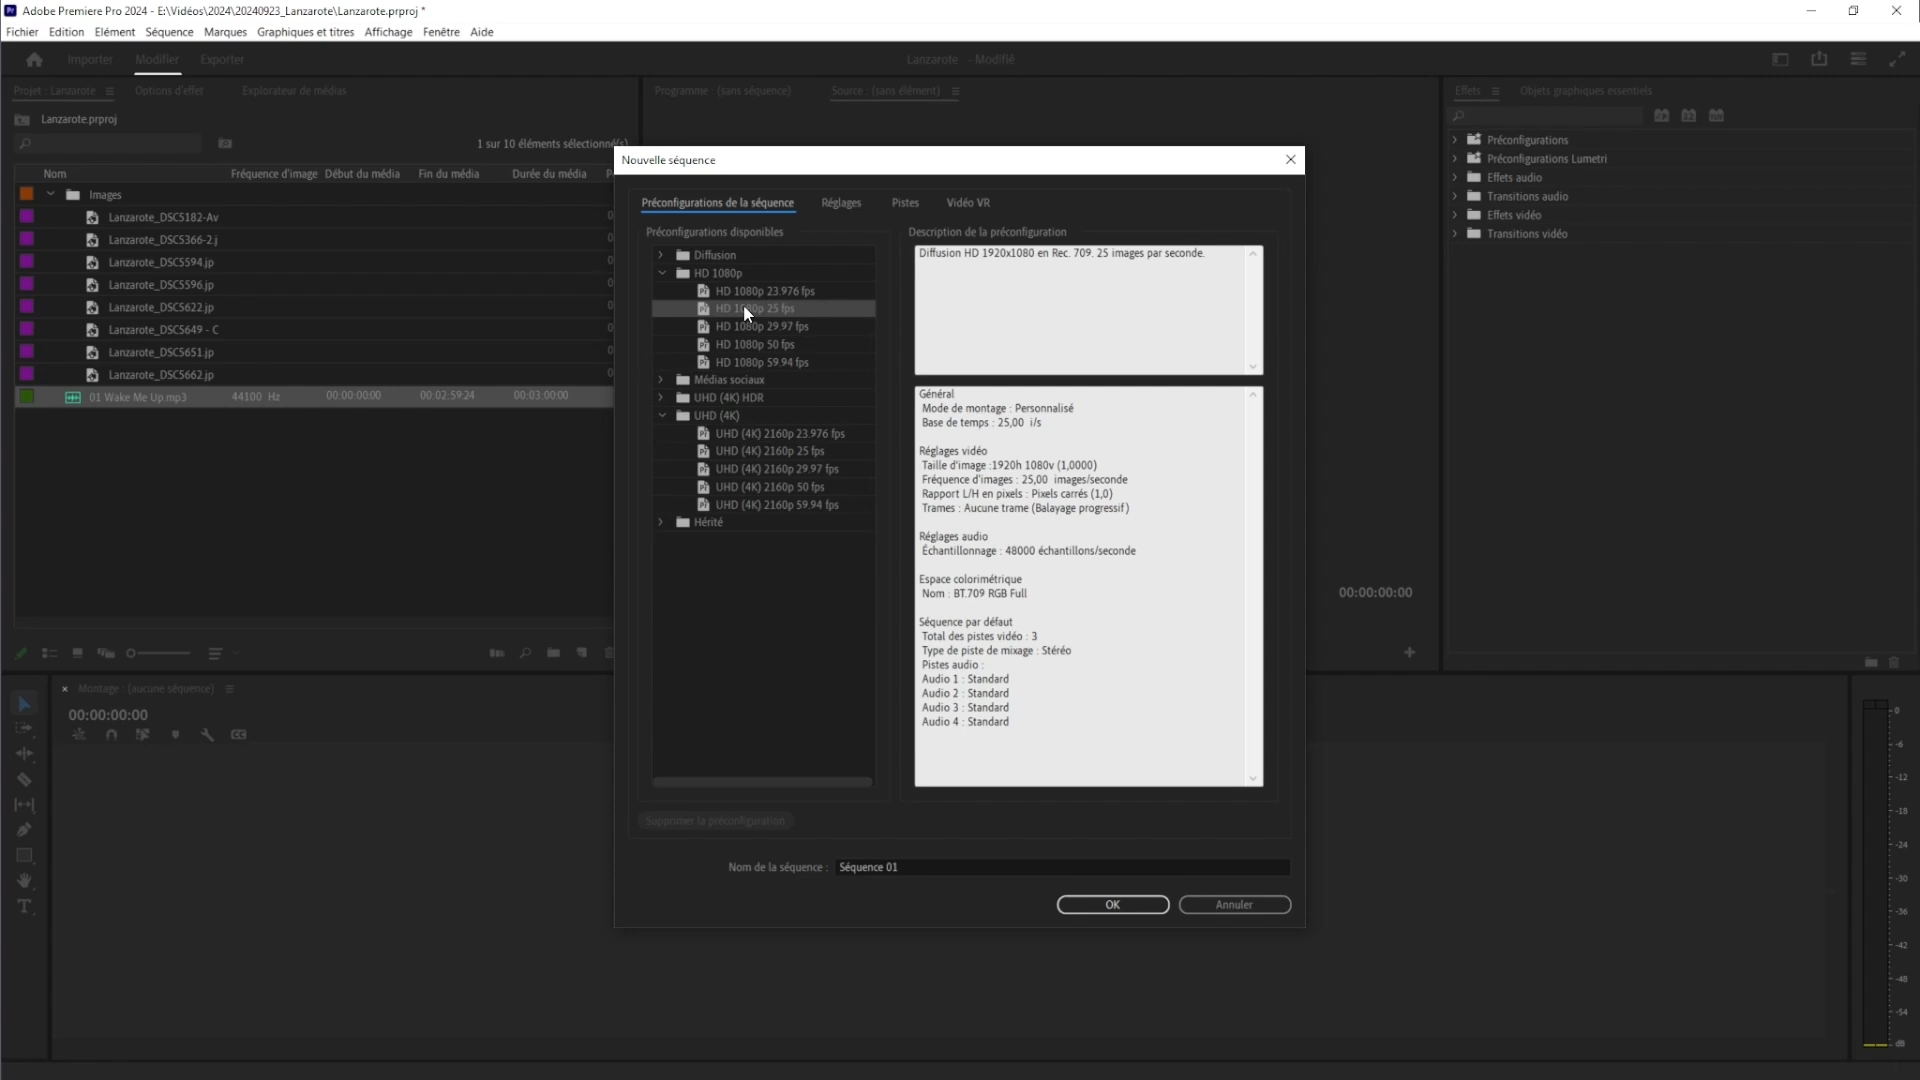 Adobe Premiere Pro 2024 - E:\Vidéos\2024\20240923_Lanzarote\Lanzarote.prproj *
Fichier Edition Elément Séquence Marques Graphiques et titres Affichage Fenêtre Aide
Importer Modifier Exporter
Lanzarote - Modifié
Projet : Lanzarote Options d'effet Explorateur de médias
Programme : (sans séquence) Source : (sans élément)
Effets Objets graphiques essentiels
Lanzarote.prproj
1 sur 10 éléments sélectionné(s)
Nom Fréquence d'image Début du média Fin du média Durée du média
Images
Lanzarote_DSC5182-Av
Lanzarote_DSC5366-2.j
Lanzarote_DSC5594.jp
Lanzarote_DSC5596.jp
Lanzarote_DSC5622.jp
Lanzarote_DSC5649 - C
Lanzarote_DSC5651.jp
Lanzarote_DSC5662.jp
01 Wake Me Up.mp3 44100 Hz 00:00:00:00 00:02:59:24 00:03:00:00
Nouvelle séquence
Préconfigurations de la séquence Réglages Pistes Vidéo VR
Préconfigurations disponibles
Diffusion
HD 1080p
HD 1080p 23.976 fps
HD 1080p 25 fps
HD 1080p 29.97 fps
HD 1080p 50 fps
HD 1080p 59.94 fps
Médias sociaux
UHD (4K) HDR
UHD (4K)
UHD (4K) 2160p 23.976 fps
UHD (4K) 2160p 25 fps
UHD (4K) 2160p 29.97 fps
UHD (4K) 2160p 50 fps
UHD (4K) 2160p 59.94 fps
Hérité
Supprimer la préconfiguration
Description de la préconfiguration
Diffusion HD 1920x1080 en Rec. 709. 25 images par seconde.
Général
Mode de montage : Personnalisé
Base de temps : 25,00 i/s
Réglages vidéo
Taille d'image :1920h 1080v (1,0000)
Fréquence d'images : 25,00 images/seconde
Rapport L/H en pixels : Pixels carrés (1,0)
Trames : Aucune trame (Balayage progressif)
Réglages audio
Échantillonnage : 48000 échantillons/seconde
Espace colorimétrique
Nom : BT.709 RGB Full
Séquence par défaut
Total des pistes vidéo : 3
Type de piste de mixage : Stéréo
Pistes audio :
Audio 1 : Standard
Audio 2 : Standard
Audio 3 : Standard
Audio 4 : Standard
Nom de la séquence : Séquence 01
OK Annuler
Préconfigurations
Préconfigurations Lumetri
Effets audio
Transitions audio
Effets vidéo
Transitions vidéo
00:00:00:00
Montage : (aucune séquence)
00:00:00:00
0
-6
-12
-18
-24
-30
-36
-42
-48
-54
dB